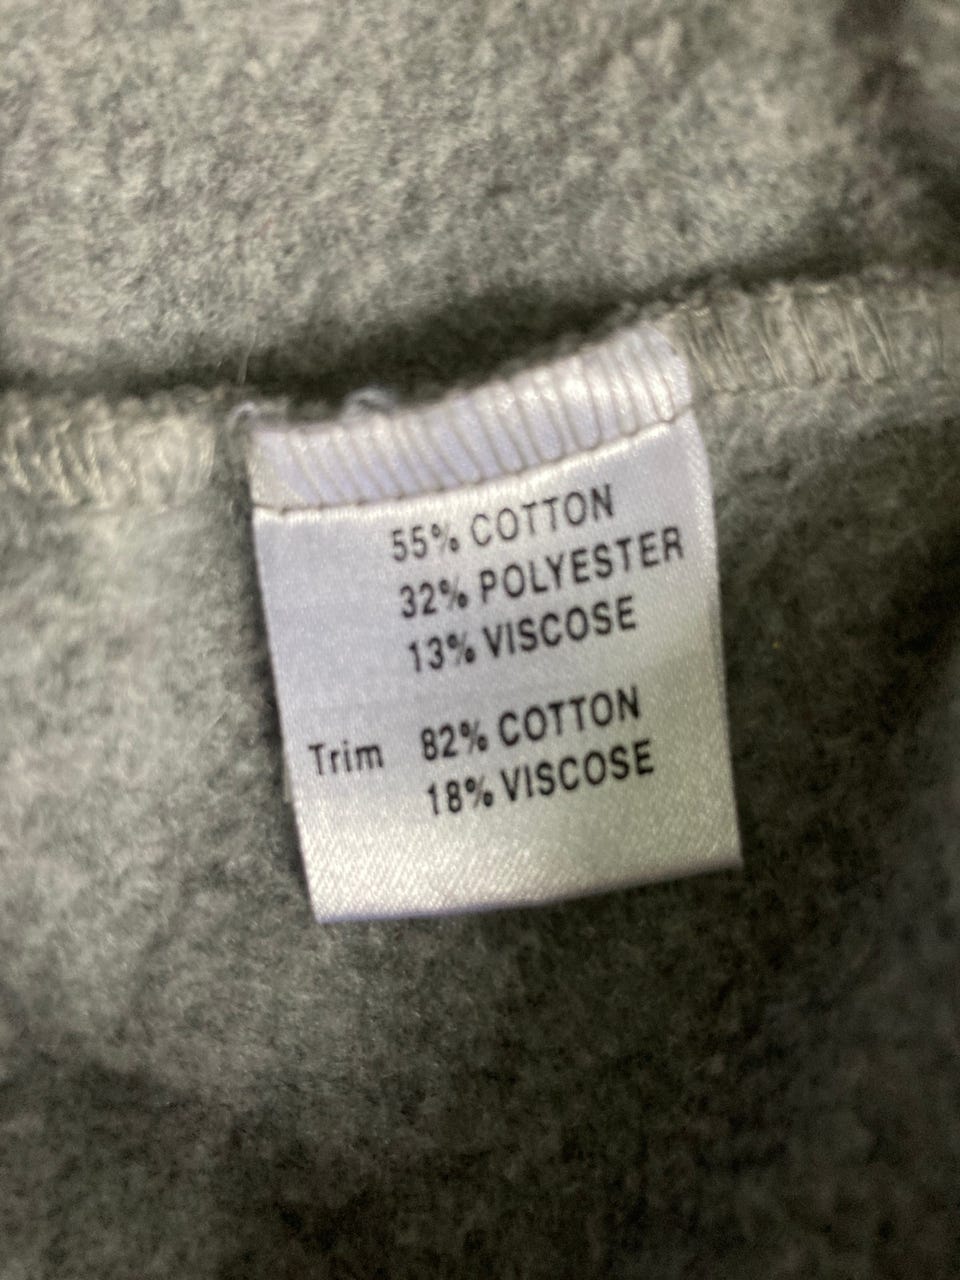 55% COTTON
32% POLYESTER
13% VISCOSE
Trim 82% COTTON
18% VISCOSE